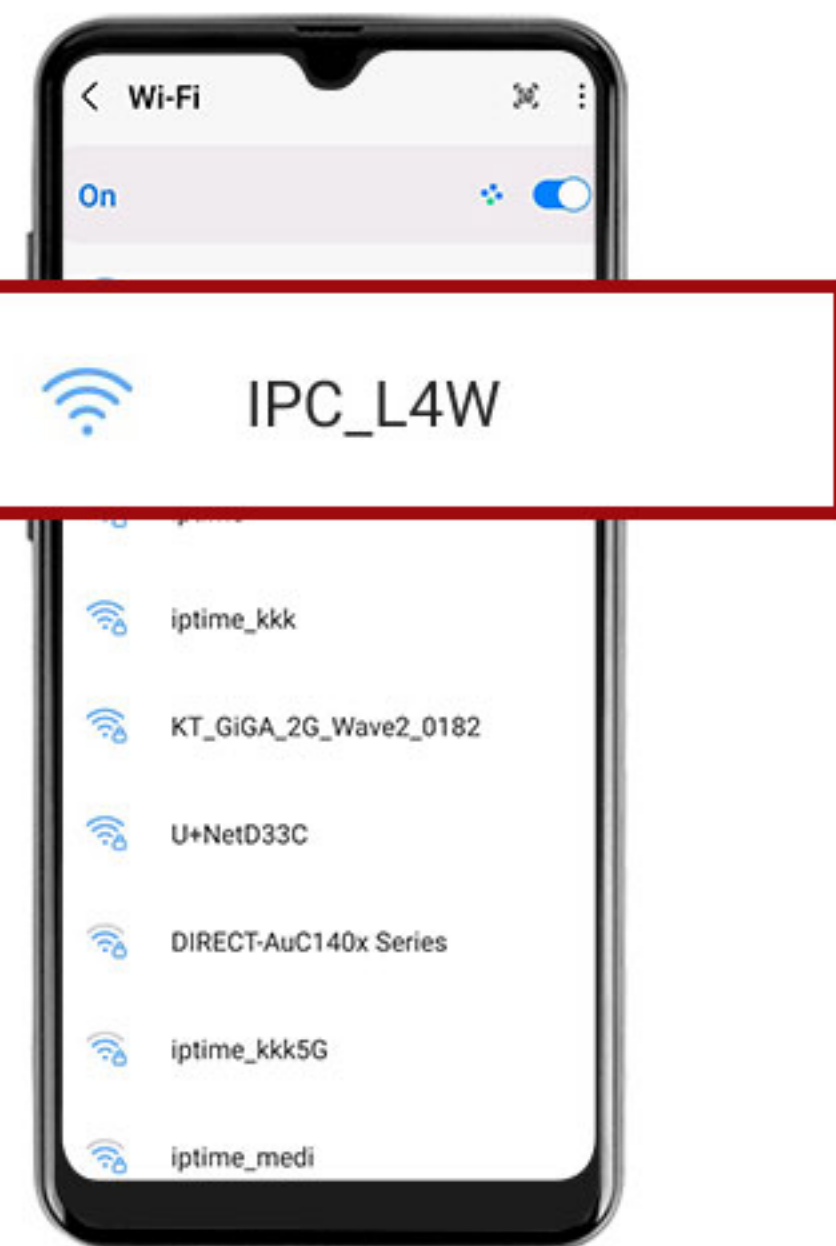 Wi-Fi
On
IPC_L4W
iptime_kkk
KT_GiGA_2G_Wave2_0182
U+NetD33C
DIRECT-AuC140x Series
iptime_kkk5G
iptime_medi